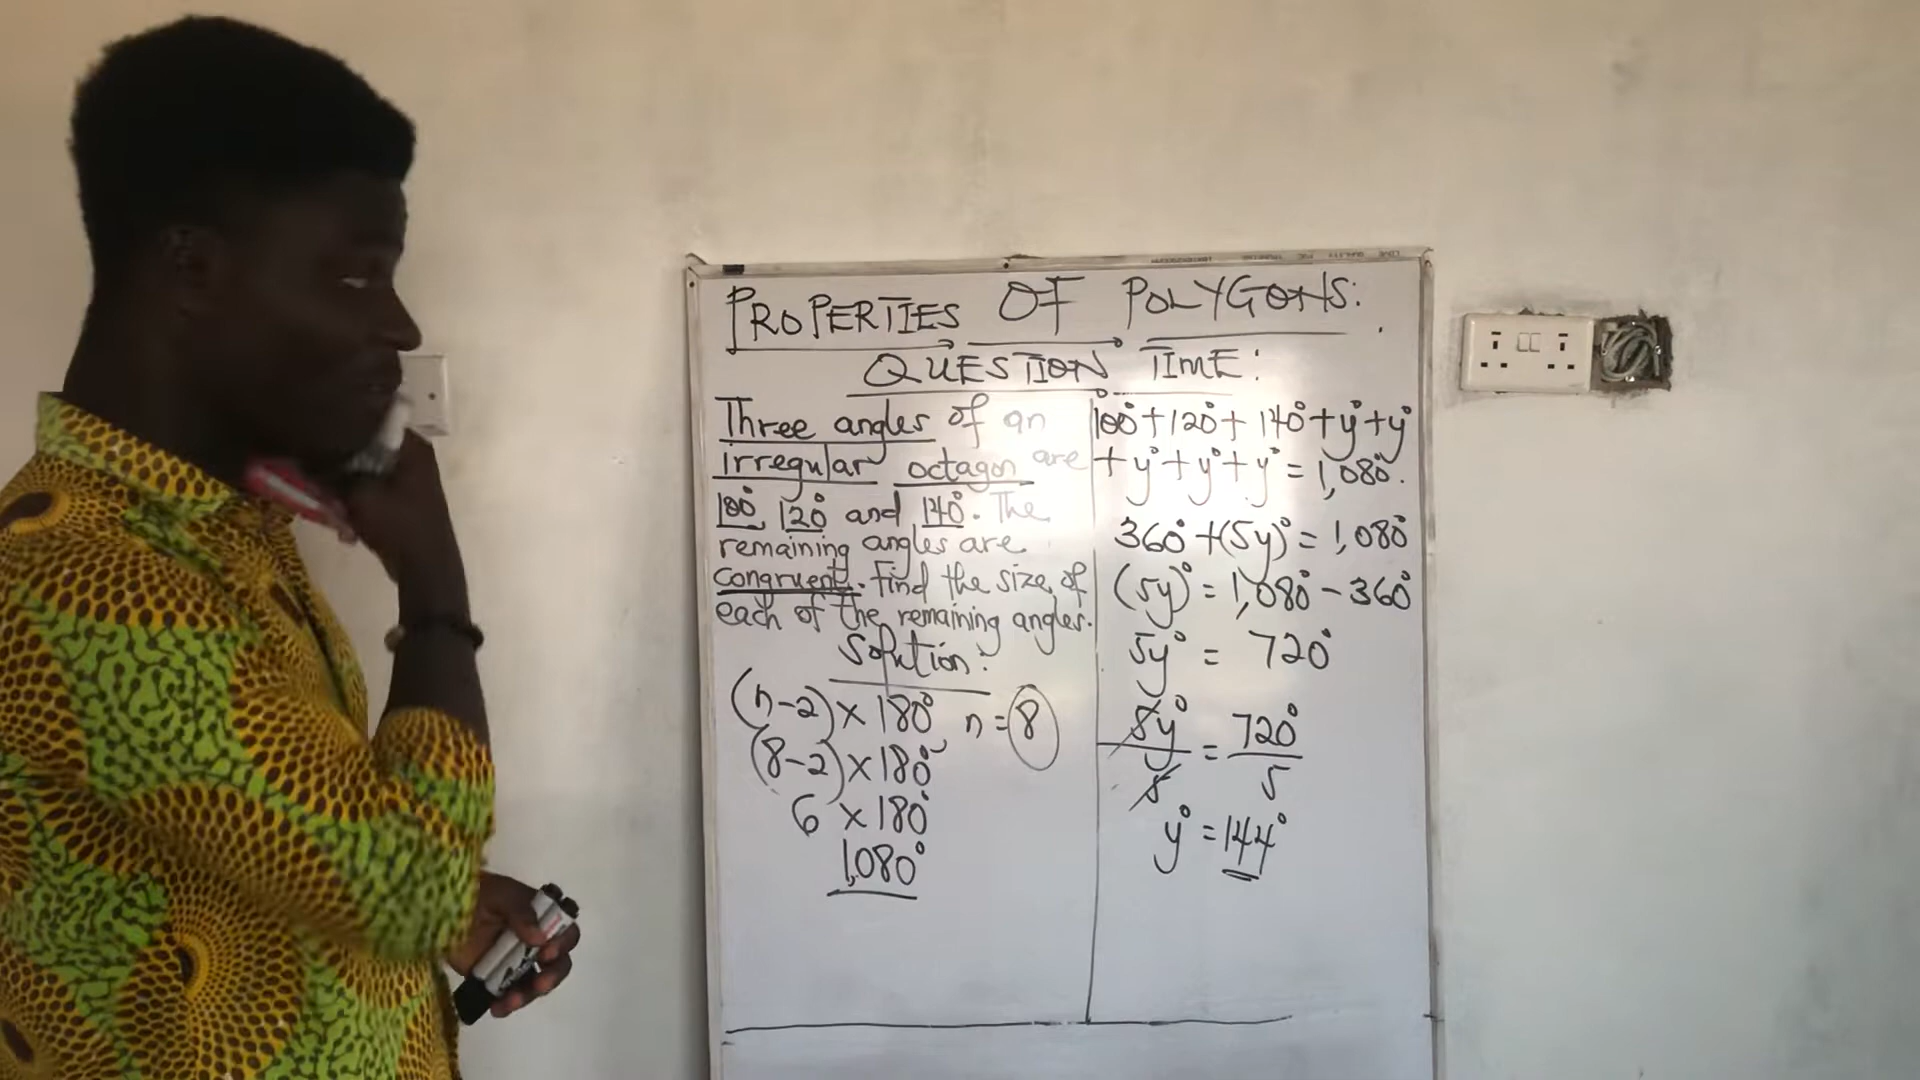 PROPERTIES OF POLYGONS:
QUESTION TIME:
Three angles of an
irregular octagon are
100°, 120° and 140°. The
remaining angles are
congruent. Find the size of
each of the remaining angles.
Solution:
(n-2) × 180° n = 8
(8-2) × 180°
6 × 180°
1,080°
100° + 120° + 140° + y° + y°
+ y° + y° + y° = 1,080°.
360° + (5y)° = 1,080°
(5y)° = 1,080° - 360°
5y° = 720°
5y°/5 = 720°/5
y° = 144°